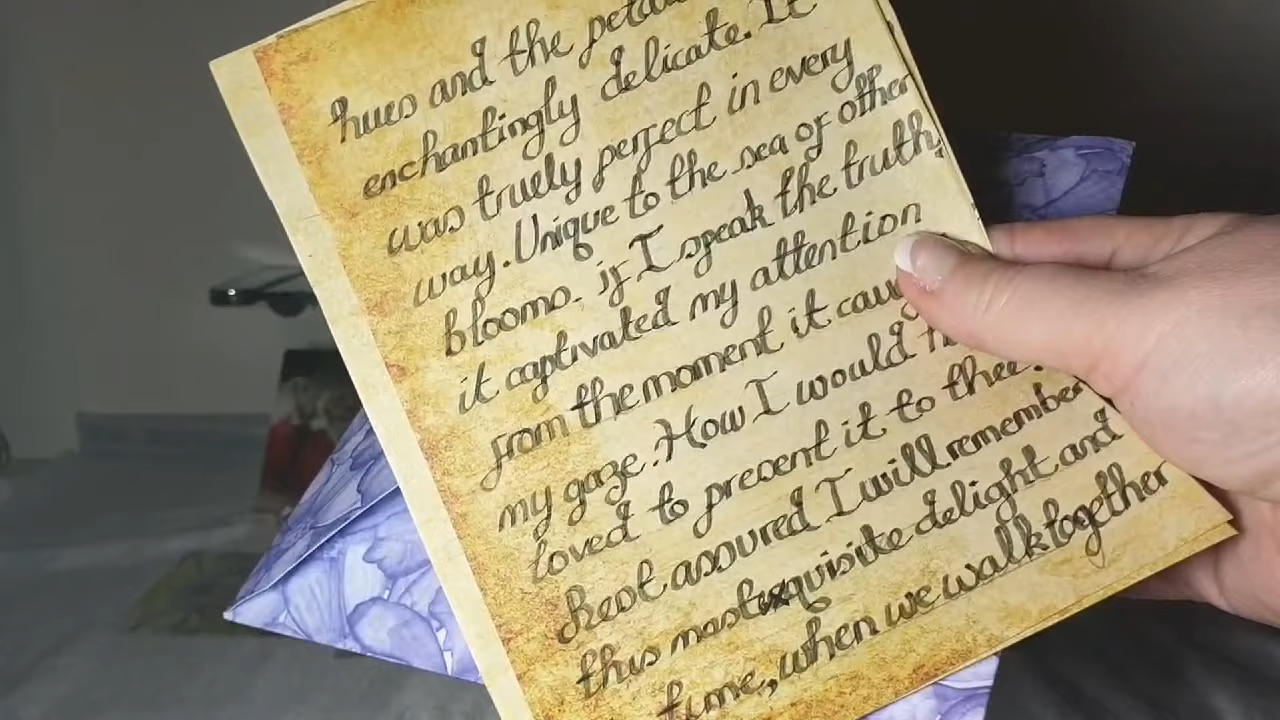 hues and the
enchantingly delicate. It
was truely perfect in every
way. Unique to the sea of other
blooms. if I speak the truth,
it captivated my attention
from the moment it
my gaze. How I would
loved to present it to thee.
Rest assured I will remember
this most exquisite delight and
time, when we walk together